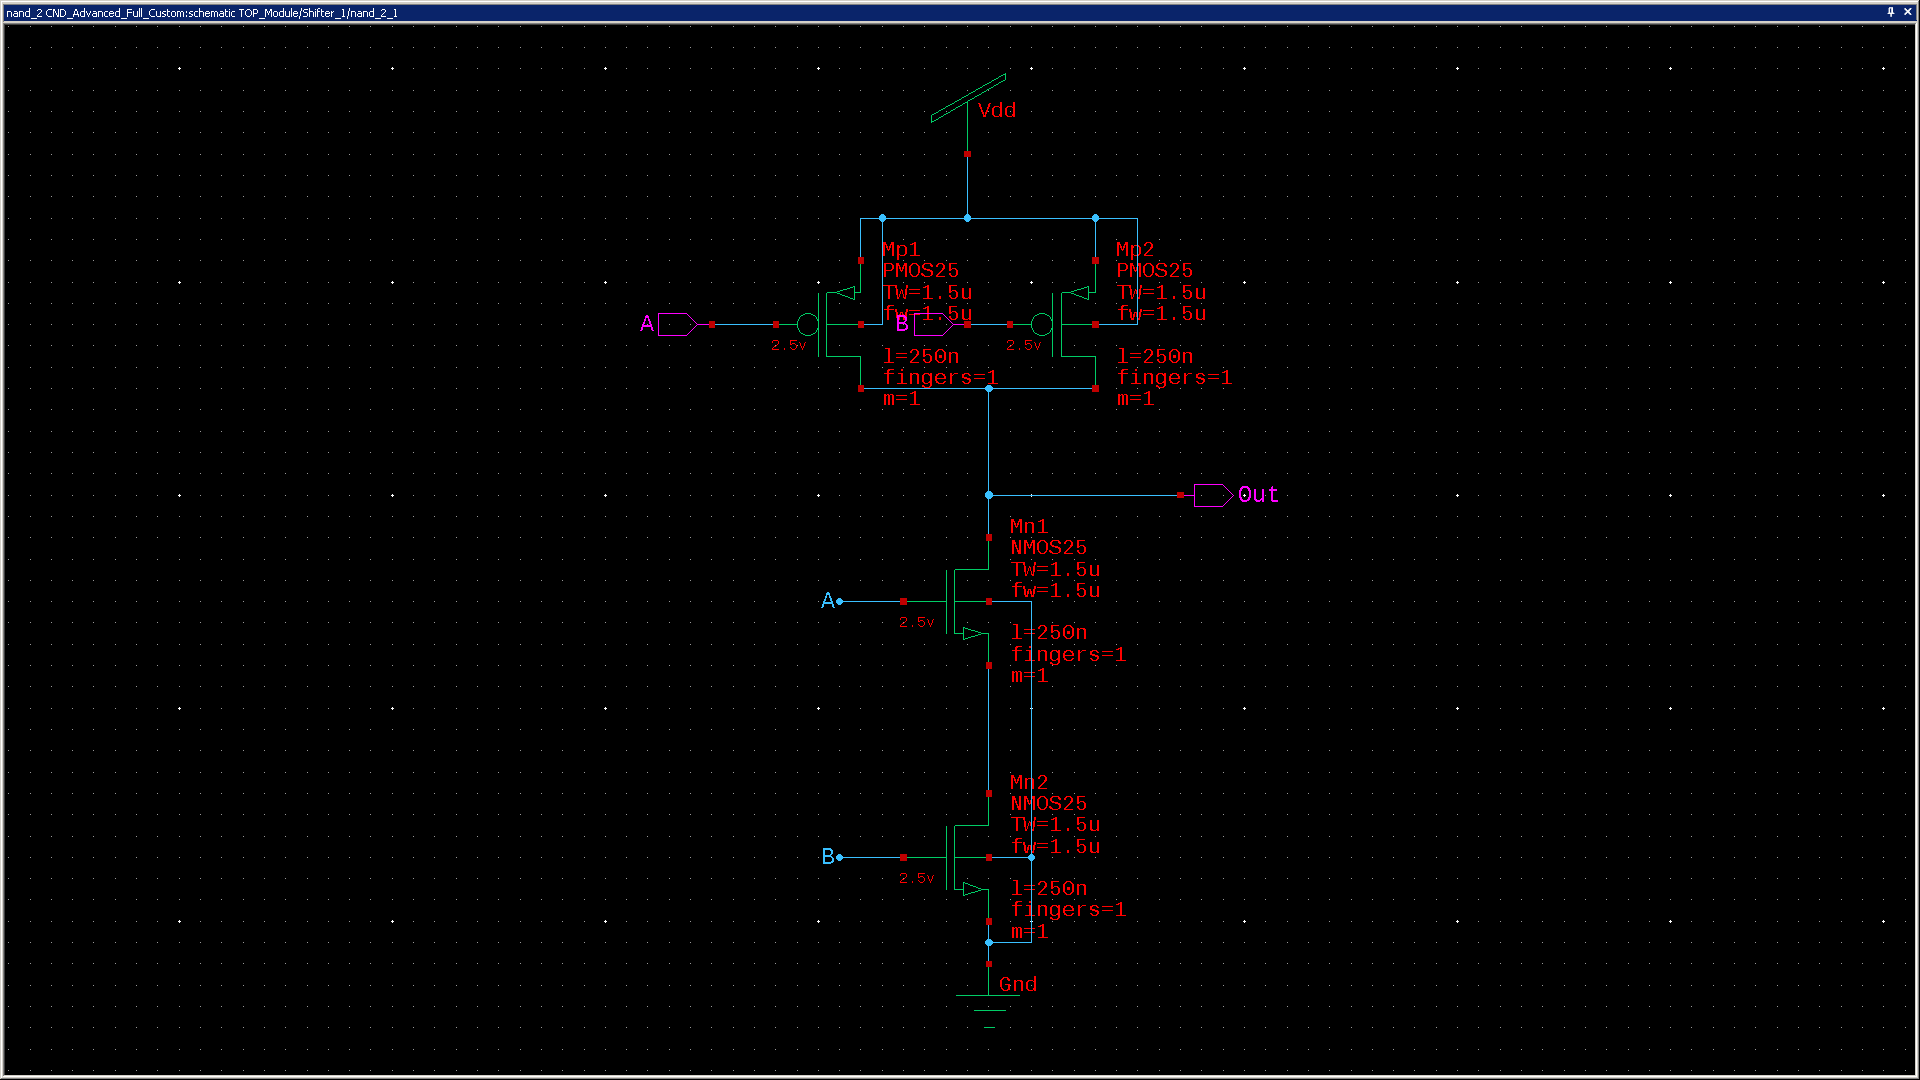 nand_2 CND_Advanced_Full_Custom:schematic TOP_Module/Shifter_1/nand_2_1
Vdd
Mp1
PMOS25
TW=1.5u
fw=1.5u
l=250n
fingers=1
m=1
A
2.5v
Mp2
PMOS25
TW=1.5u
fw=1.5u
l=250n
fingers=1
m=1
B
2.5v
Out
Mn1
NMOS25
TW=1.5u
fw=1.5u
l=250n
fingers=1
m=1
A
2.5v
Mn2
NMOS25
TW=1.5u
fw=1.5u
l=250n
fingers=1
m=1
B
2.5v
Gnd